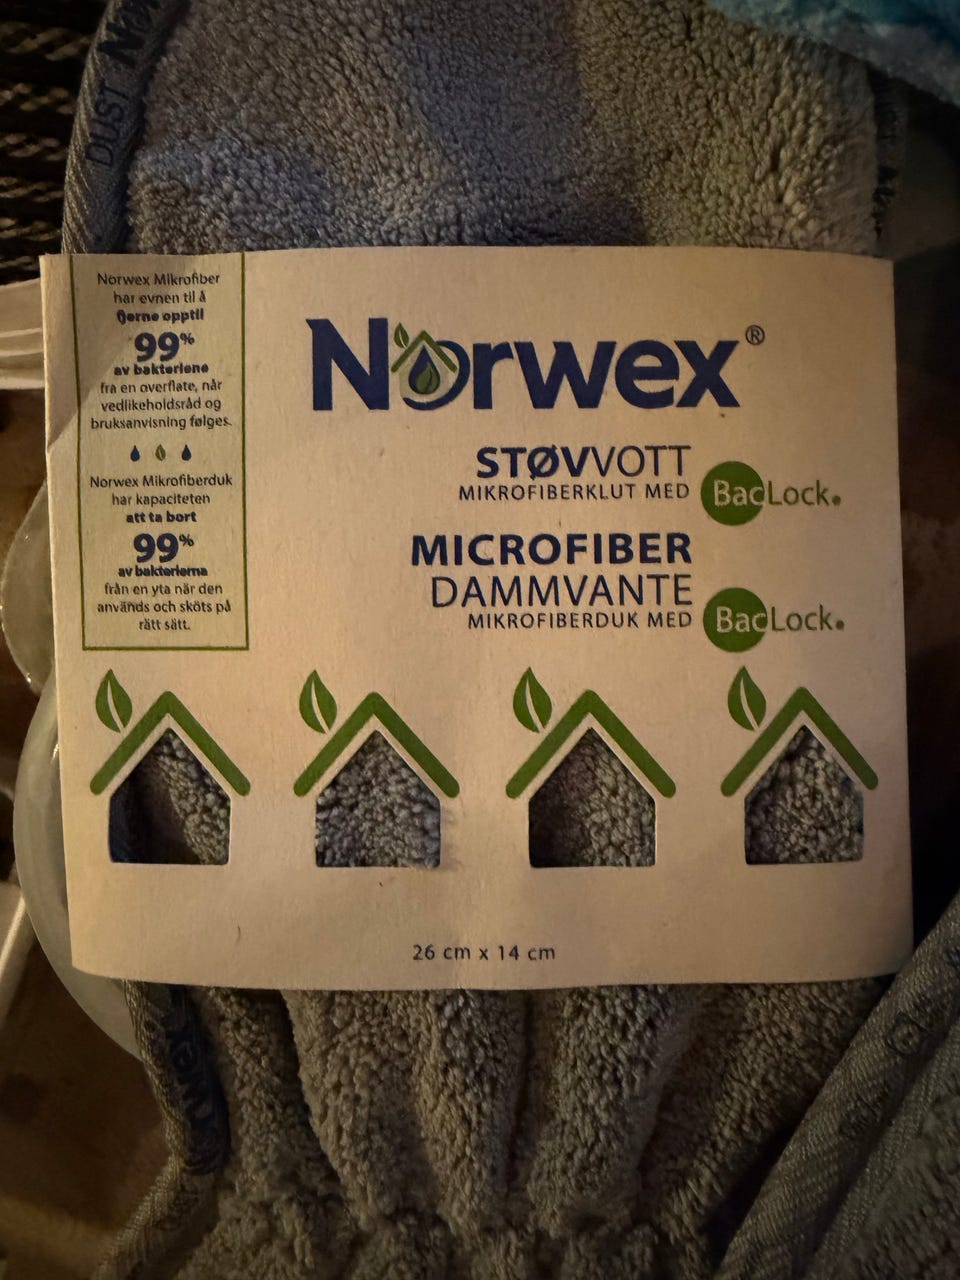 DUST
Norwex Mikrofiber
har evnen til å
fjerne opptil
99%
av bakteriene
fra en overflate, når
vedlikeholdsråd og
bruksanvisning følges.
Norwex Mikrofiberduk
har kapaciteten
att ta bort
99%
av bakterierna
från en yta när den
används och sköts på
rätt sätt.
Norwex®
STØVVOTT
MIKROFIBERKLUT MED BacLock®
MICROFIBER
DAMMVANTE
MIKROFIBERDUK MED BacLock®
26 cm x 14 cm